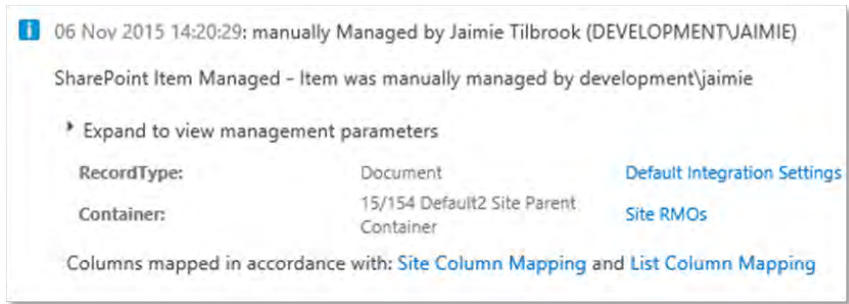 06 Nov 2015 14:20:29: manually Managed by Jaimie Tilbrook (DEVELOPMENT\JAIMIE)
SharePoint Item Managed - Item was manually managed by development\jaimie
Expand to view management parameters
RecordType: Document Default Integration Settings
Container: 15/154 Default2 Site Parent Site RMOs
Container
Columns mapped in accordance with: Site Column Mapping and List Column Mapping